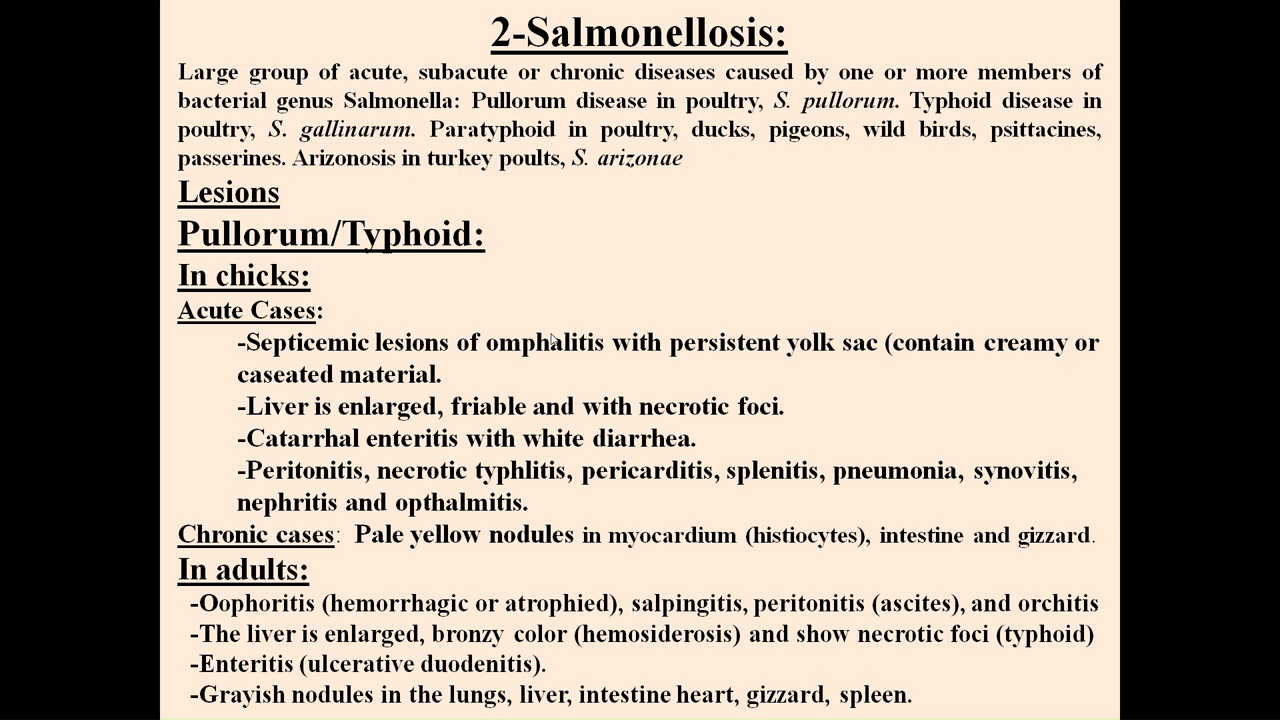 2-Salmonellosis:
Large group of acute, subacute or chronic diseases caused by one or more members of
bacterial genus Salmonella: Pullorum disease in poultry, S. pullorum. Typhoid disease in
poultry, S. gallinarum. Paratyphoid in poultry, ducks, pigeons, wild birds, psittacines,
passerines. Arizonosis in turkey poults, S. arizonae
Lesions
Pullorum/Typhoid:
In chicks:
Acute Cases:
-Septicemic lesions of omphalitis with persistent yolk sac (contain creamy or
caseated material.
-Liver is enlarged, friable and with necrotic foci.
-Catarrhal enteritis with white diarrhea.
-Peritonitis, necrotic typhlitis, pericarditis, splenitis, pneumonia, synovitis,
nephritis and opthalmitis.
Chronic cases: Pale yellow nodules in myocardium (histiocytes), intestine and gizzard.
In adults:
-Oophoritis (hemorrhagic or atrophied), salpingitis, peritonitis (ascites), and orchitis
-The liver is enlarged, bronzy color (hemosiderosis) and show necrotic foci (typhoid)
-Enteritis (ulcerative duodenitis).
-Grayish nodules in the lungs, liver, intestine heart, gizzard, spleen.